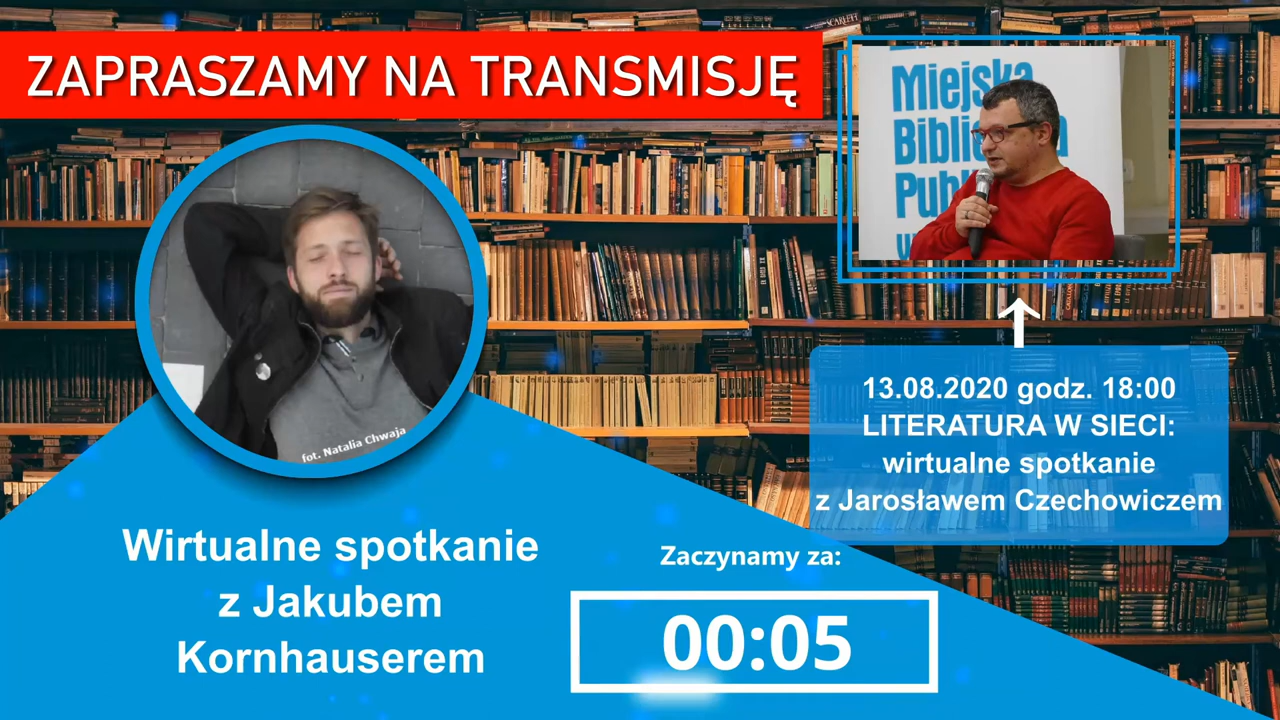 ZAPRASZAMY NA TRANSMISJĘ
Miejska
Publ
fot. Natalia Chwaja
13.08.2020 godz. 18:00
LITERATURA W SIECI:
wirtualne spotkanie
z Jarosławem Czechowiczem
Wirtualne spotkanie
z Jakubem
Kornhauserem
Zaczynamy za:
00:05